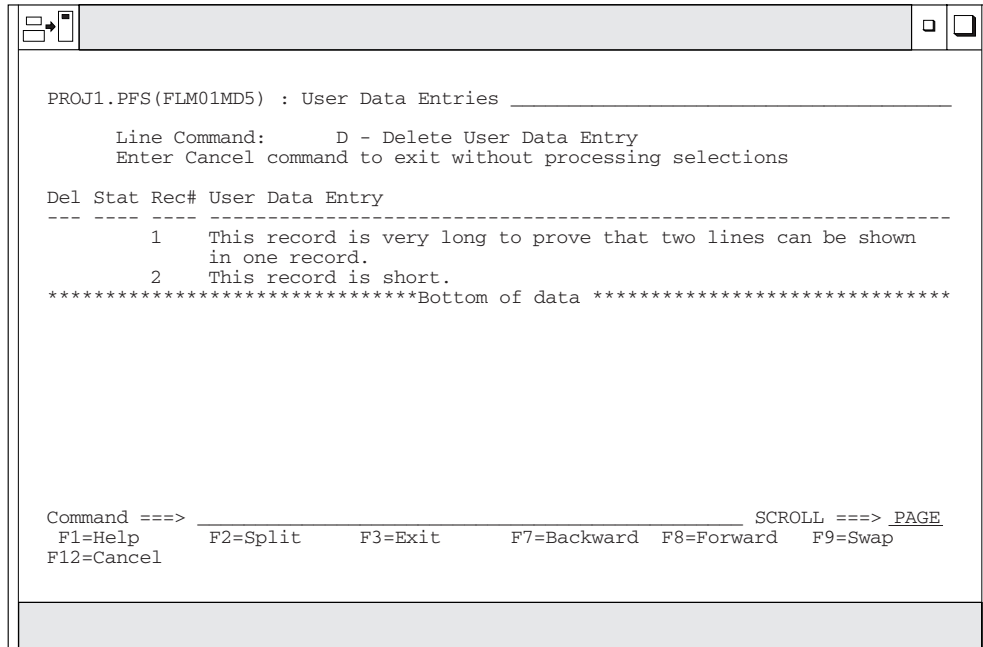 PROJ1.PFS(FLM01MD5) : User Data Entries ______________________________________
Line Command:      D - Delete User Data Entry
Enter Cancel command to exit without processing selections
Del Stat Rec# User Data Entry
--- ---- ---- ----------------------------------------------------------------
1    This record is very long to prove that two lines can be shown
in one record.
2    This record is short.
********************************Bottom of data *******************************
Command ===> _______________________________________________ SCROLL ===> PAGE
F1=Help      F2=Split     F3=Exit      F7=Backward  F8=Forward   F9=Swap
F12=Cancel